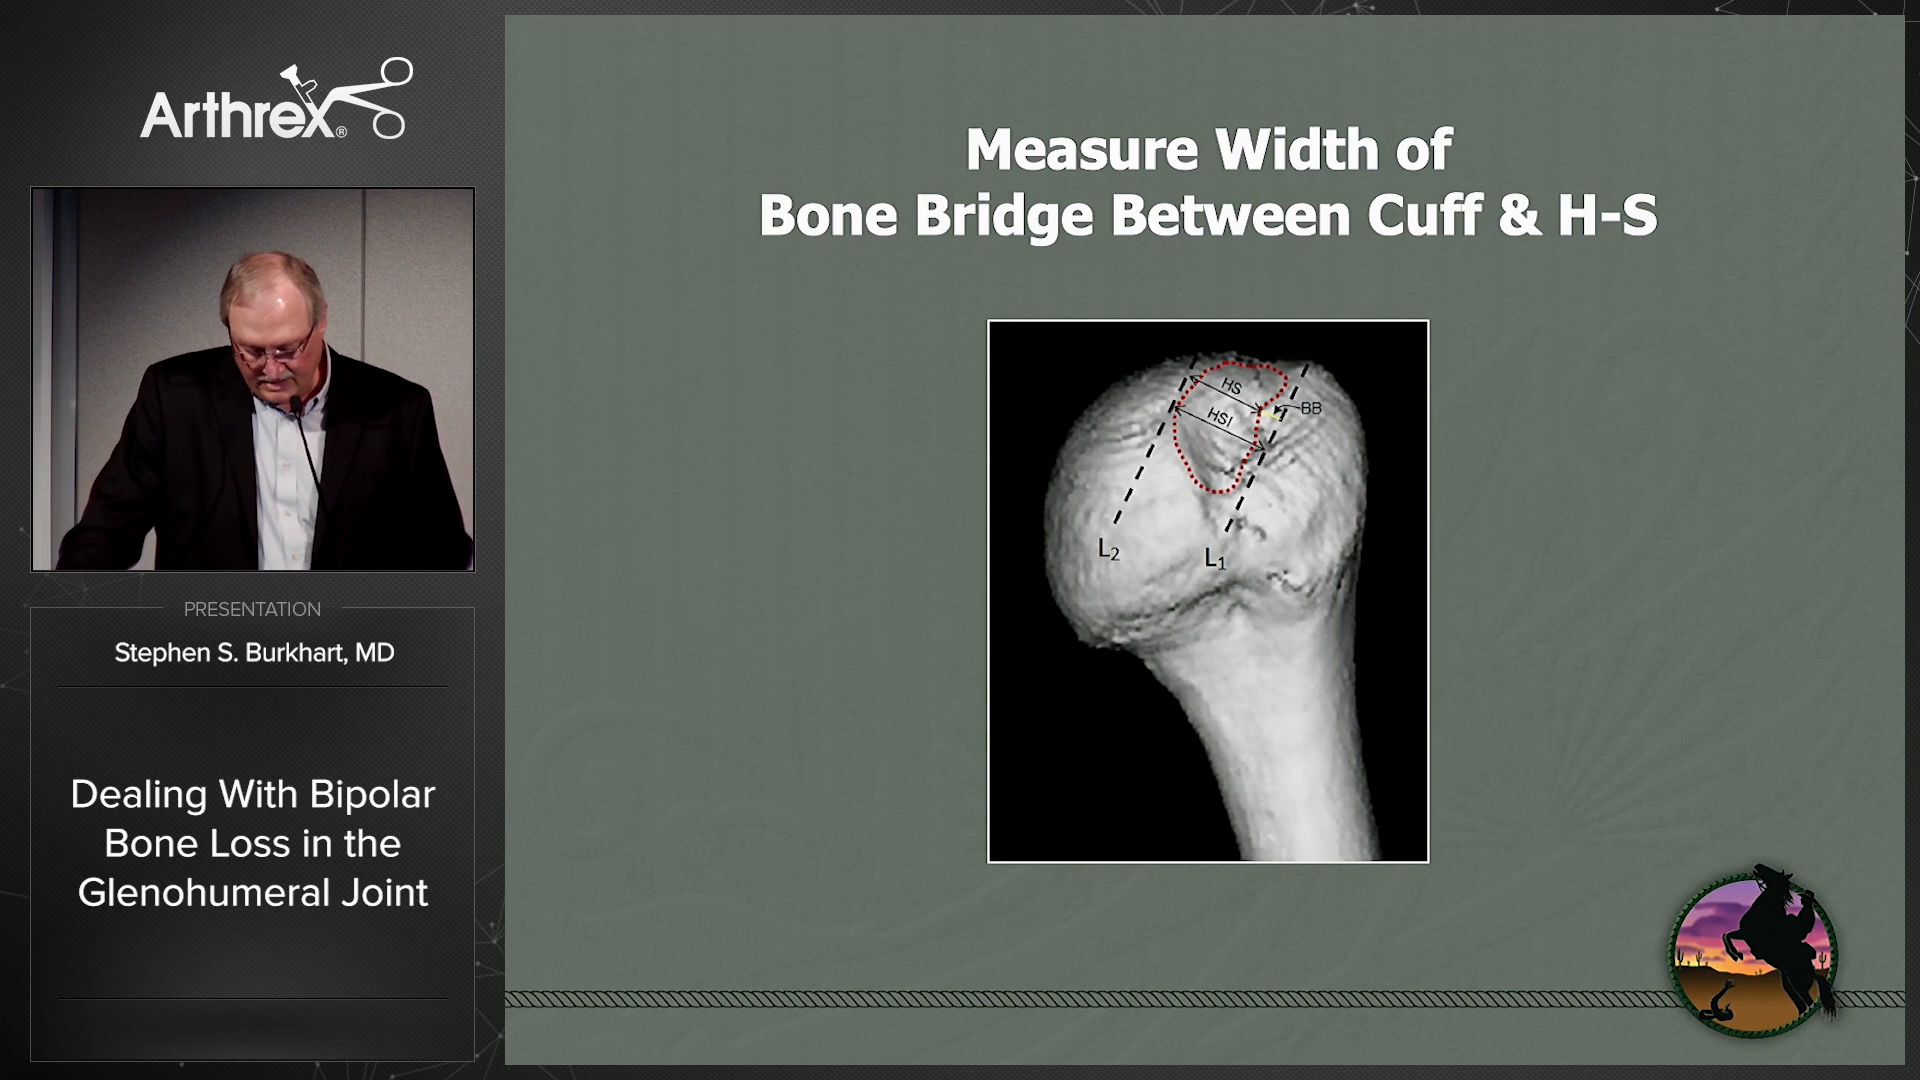 Arthrex®
PRESENTATION
Stephen S. Burkhart, MD
Dealing With Bipolar
Bone Loss in the
Glenohumeral Joint
Measure Width of
Bone Bridge Between Cuff & H-S
HS
BB
HSI
L2
L1